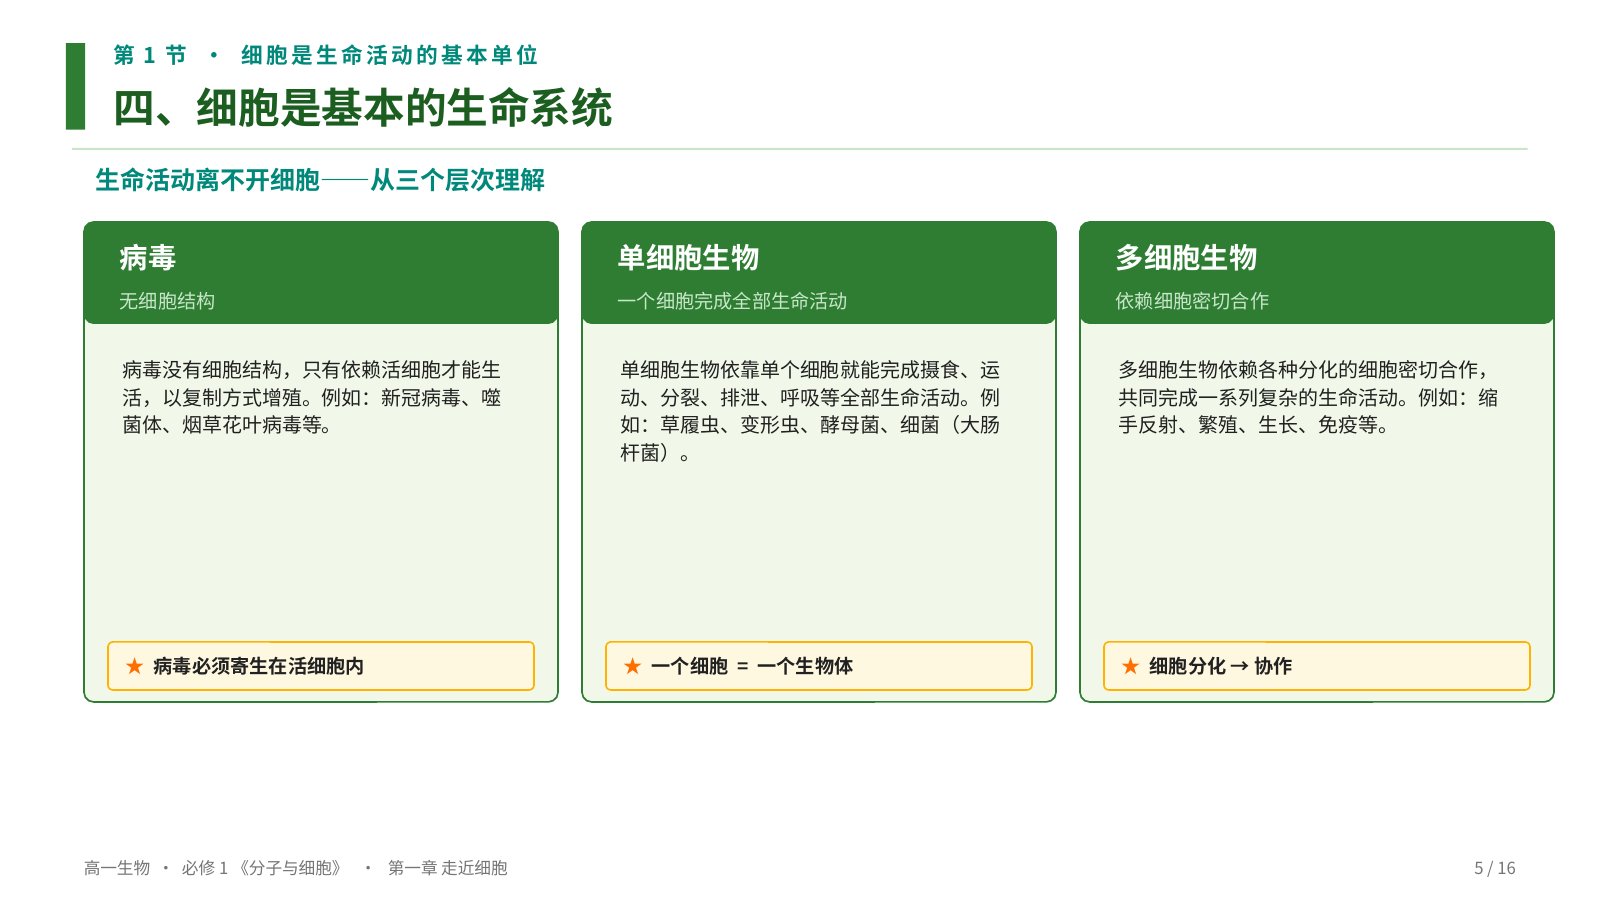 第 1 节 · 细胞是生命活动的基本单位
四、细胞是基本的生命系统
生命活动离不开细胞——从三个层次理解
病毒
无细胞结构
病毒没有细胞结构，只有依赖活细胞才能生
活，以复制方式增殖。例如：新冠病毒、噬
菌体、烟草花叶病毒等。
★ 病毒必须寄生在活细胞内
单细胞生物
一个细胞完成全部生命活动
单细胞生物依靠单个细胞就能完成摄食、运
动、分裂、排泄、呼吸等全部生命活动。例
如：草履虫、变形虫、酵母菌、细菌（大肠
杆菌）。
★ 一个细胞 = 一个生物体
多细胞生物
依赖细胞密切合作
多细胞生物依赖各种分化的细胞密切合作，
共同完成一系列复杂的生命活动。例如：缩
手反射、繁殖、生长、免疫等。
★ 细胞分化 → 协作
高一生物 · 必修 1 《分子与细胞》 · 第一章 走近细胞
5 / 16